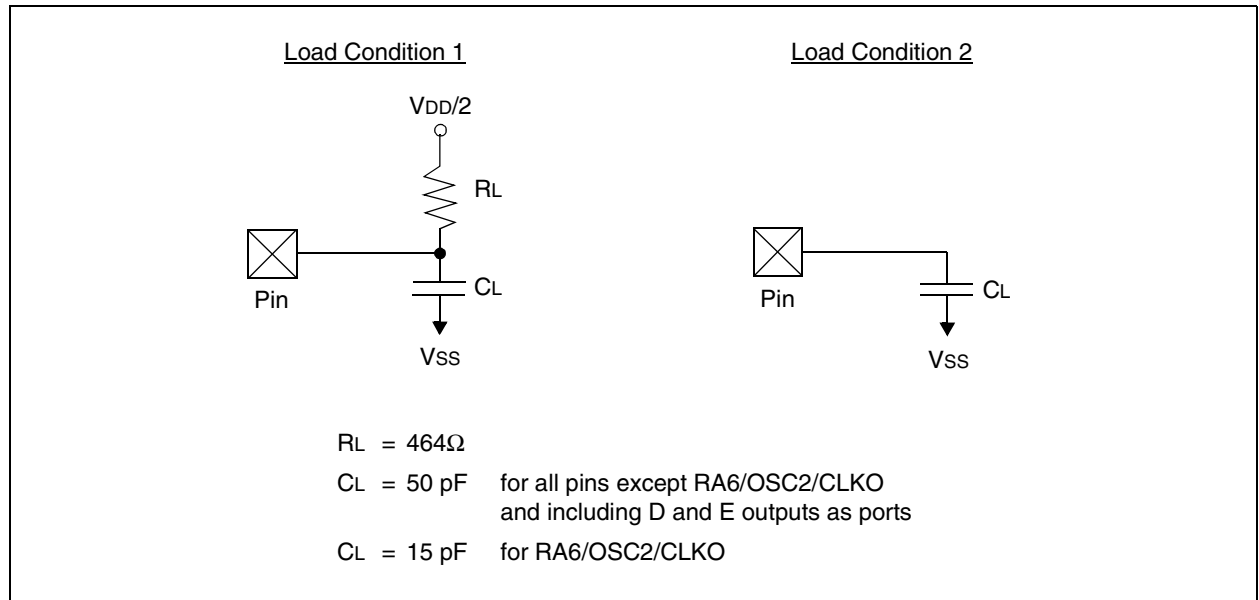 Load Condition 1
Load Condition 2
VDD/2
RL
Pin
CL
VSS
Pin
CL
VSS
RL = 464Ω
CL = 50 pF for all pins except RA6/OSC2/CLKO
and including D and E outputs as ports
CL = 15 pF for RA6/OSC2/CLKO